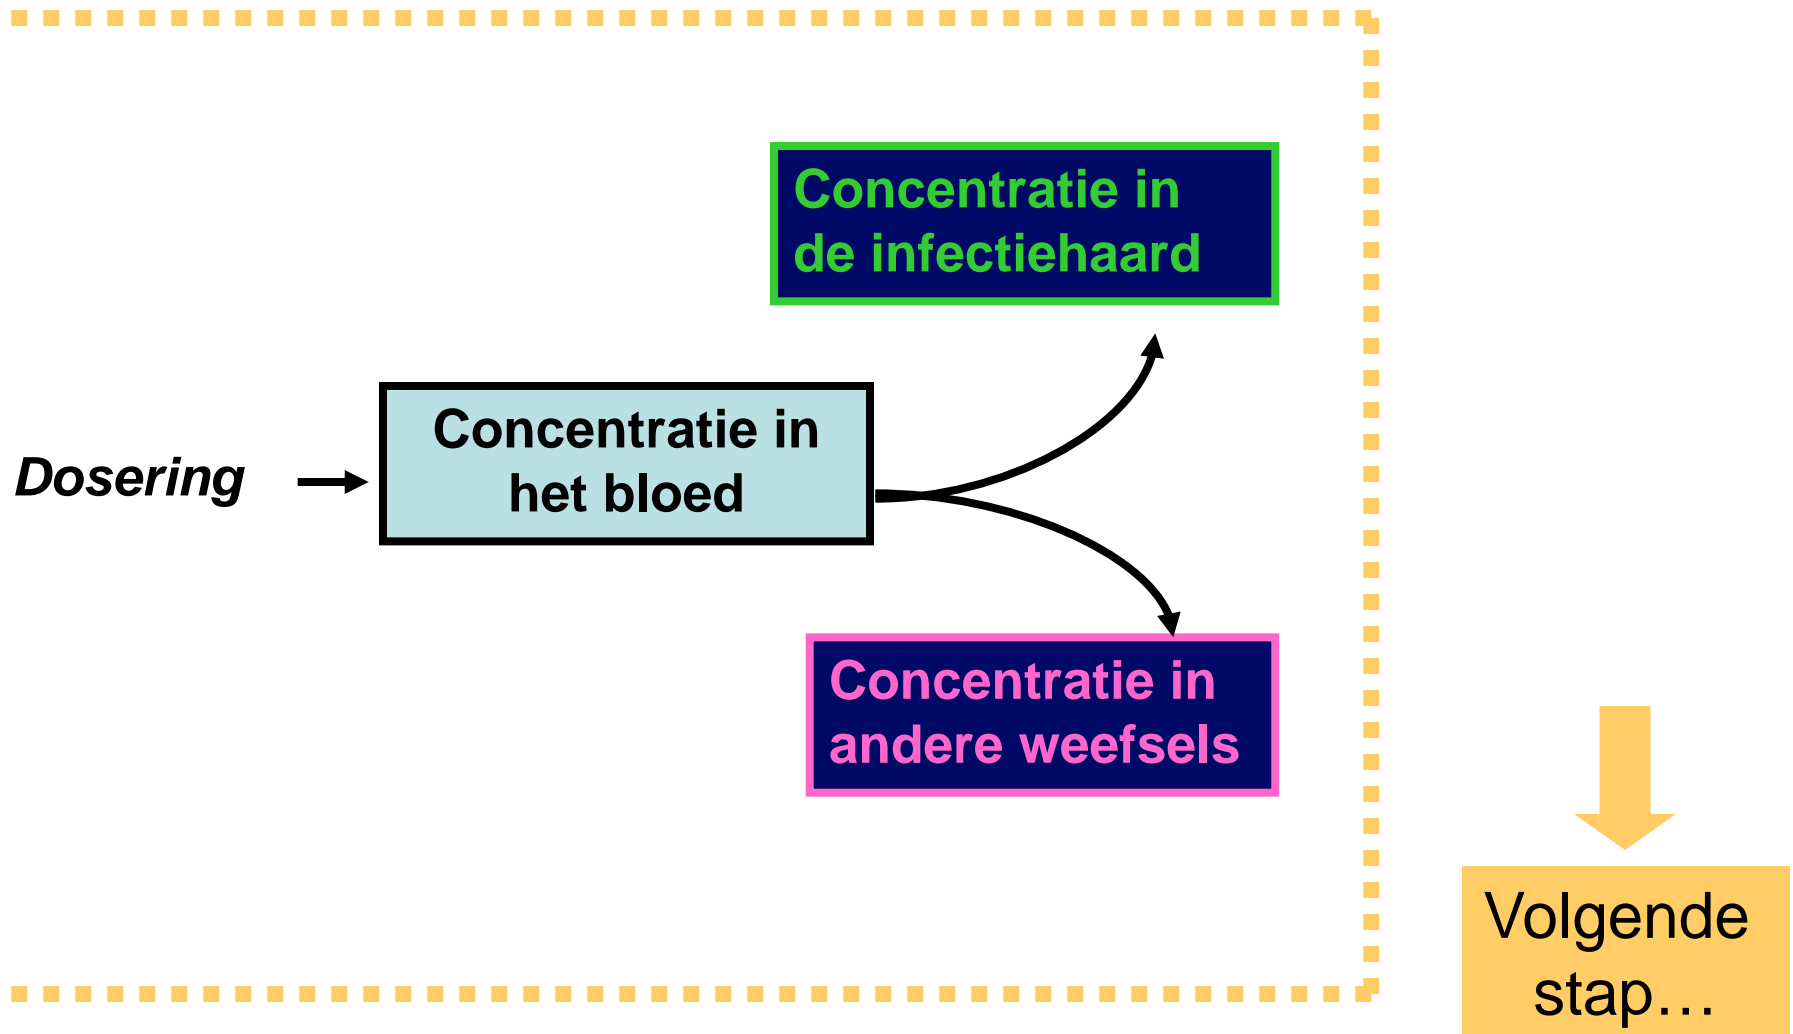 Concentratie in
de infectiehaard
Dosering
Concentratie in
het bloed
Concentratie in
andere weefsels
Volgende
stap…